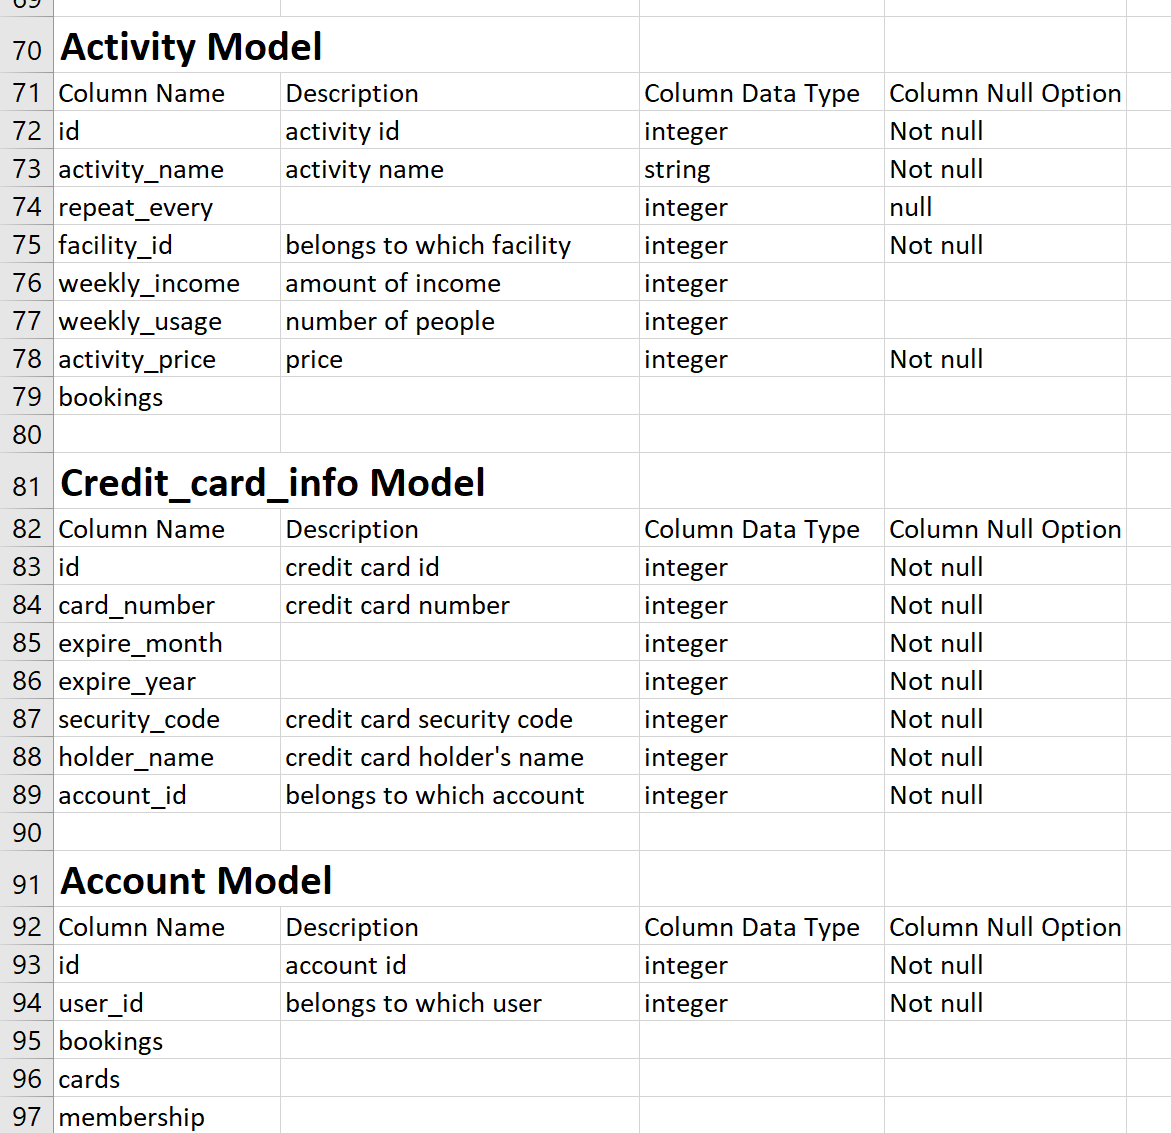 69
70 Activity Model
71 Column Name Description Column Data Type Column Null Option
72 id activity id integer Not null
73 activity_name activity name string Not null
74 repeat_every integer null
75 facility_id belongs to which facility integer Not null
76 weekly_income amount of income integer
77 weekly_usage number of people integer
78 activity_price price integer Not null
79 bookings
80
81 Credit_card_info Model
82 Column Name Description Column Data Type Column Null Option
83 id credit card id integer Not null
84 card_number credit card number integer Not null
85 expire_month integer Not null
86 expire_year integer Not null
87 security_code credit card security code integer Not null
88 holder_name credit card holder's name integer Not null
89 account_id belongs to which account integer Not null
90
91 Account Model
92 Column Name Description Column Data Type Column Null Option
93 id account id integer Not null
94 user_id belongs to which user integer Not null
95 bookings
96 cards
97 membership